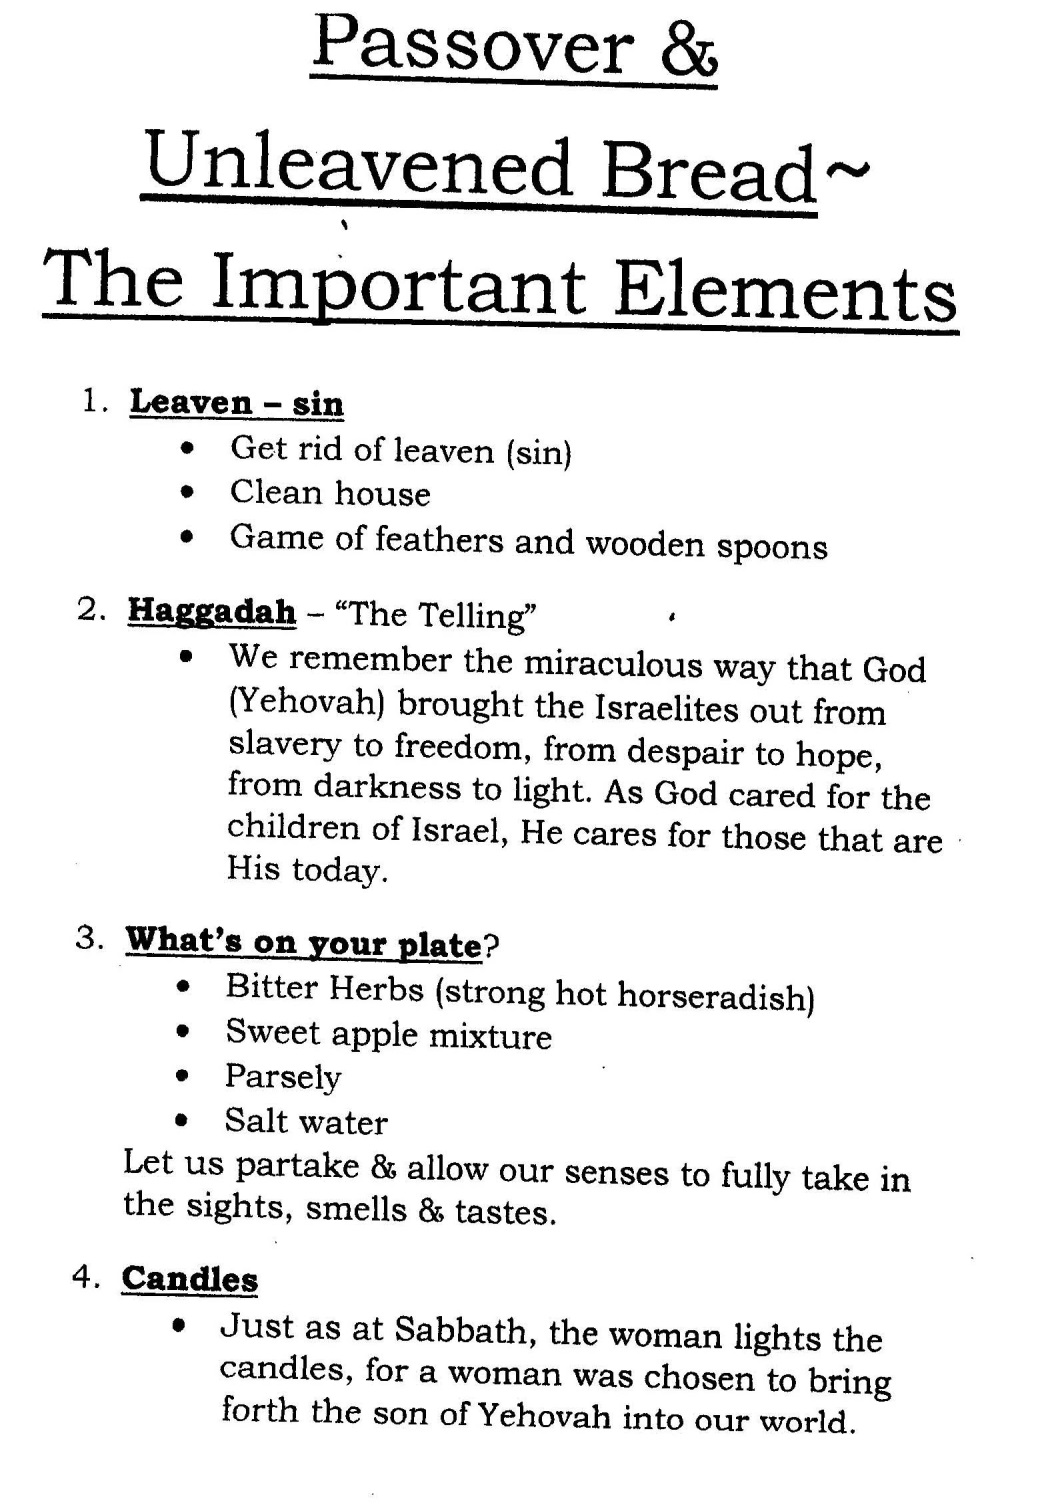 Passover &
Unleavened Bread~
The Important Elements
1. Leaven – sin
• Get rid of leaven (sin)
• Clean house
• Game of feathers and wooden spoons
2. Haggadah – “The Telling”
• We remember the miraculous way that God
(Yehovah) brought the Israelites out from
slavery to freedom, from despair to hope,
from darkness to light. As God cared for the
children of Israel, He cares for those that are
His today.
3. What’s on your plate?
• Bitter Herbs (strong hot horseradish)
• Sweet apple mixture
• Parsely
• Salt water
Let us partake & allow our senses to fully take in
the sights, smells & tastes.
4. Candles
• Just as at Sabbath, the woman lights the
candles, for a woman was chosen to bring
forth the son of Yehovah into our world.